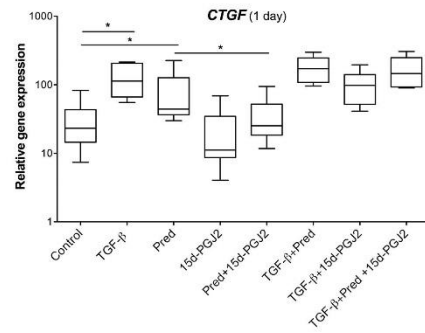 CTGF (1 day)
* 
* *
1000
100
10
1
Relative gene expression
Control
TGF-β
Pred
15d-PGJ2
Pred+15d-PGJ2
TGF-β+Pred
TGF-β+15d-PGJ2
TGF-β+Pred +15d-PGJ2